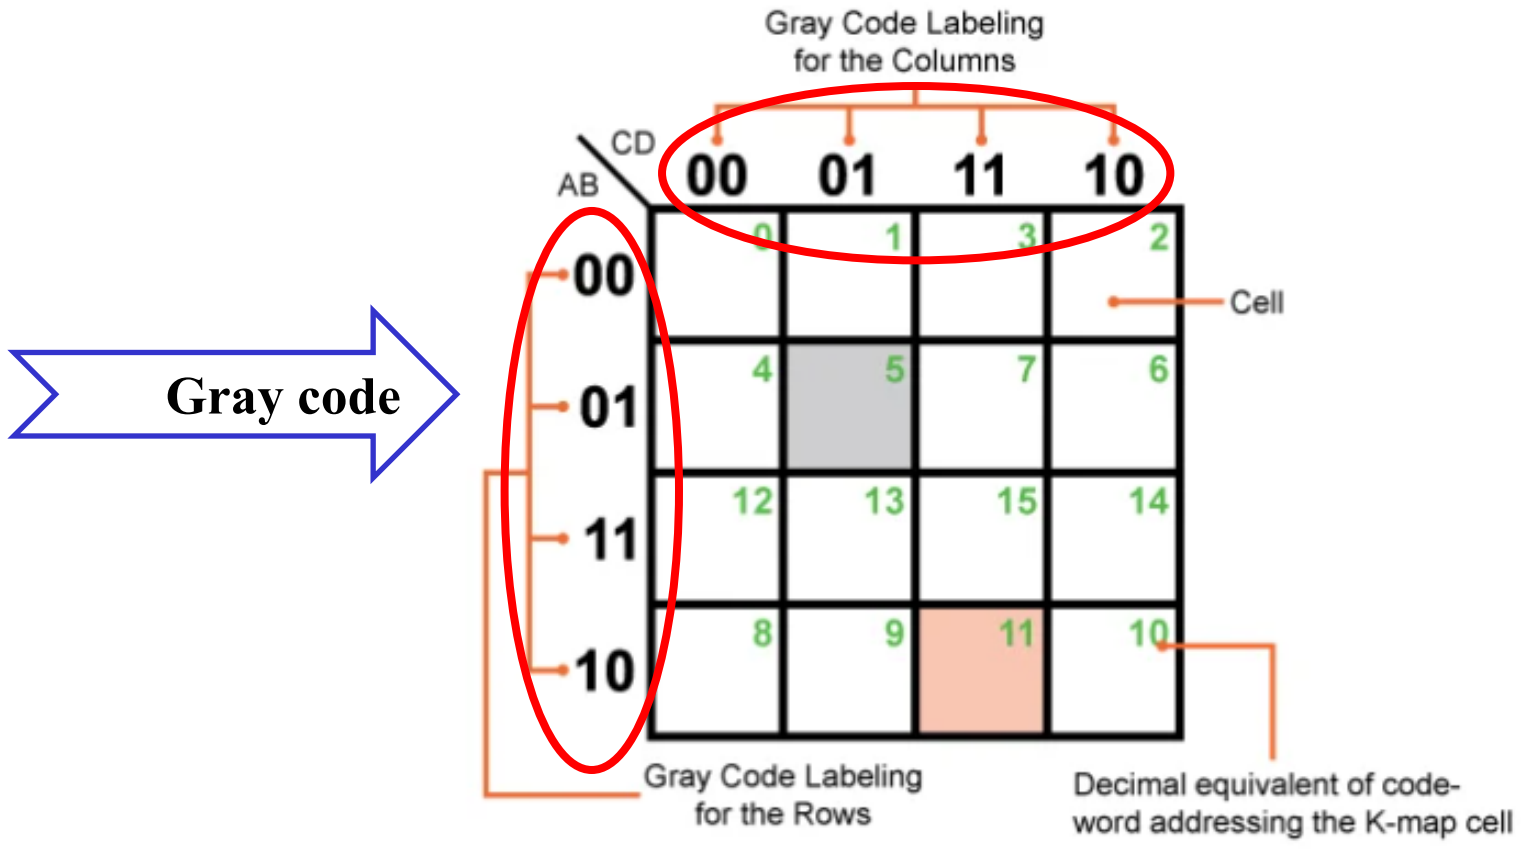 Gray Code Labeling
for the Columns
CD
AB
00 01 11 10
00
0 1 3 2
Cell
01
4 5 7 6
Gray code
11
12 13 15 14
10
8 9 11 10
Gray Code Labeling
for the Rows
Decimal equivalent of code-
word addressing the K-map cell